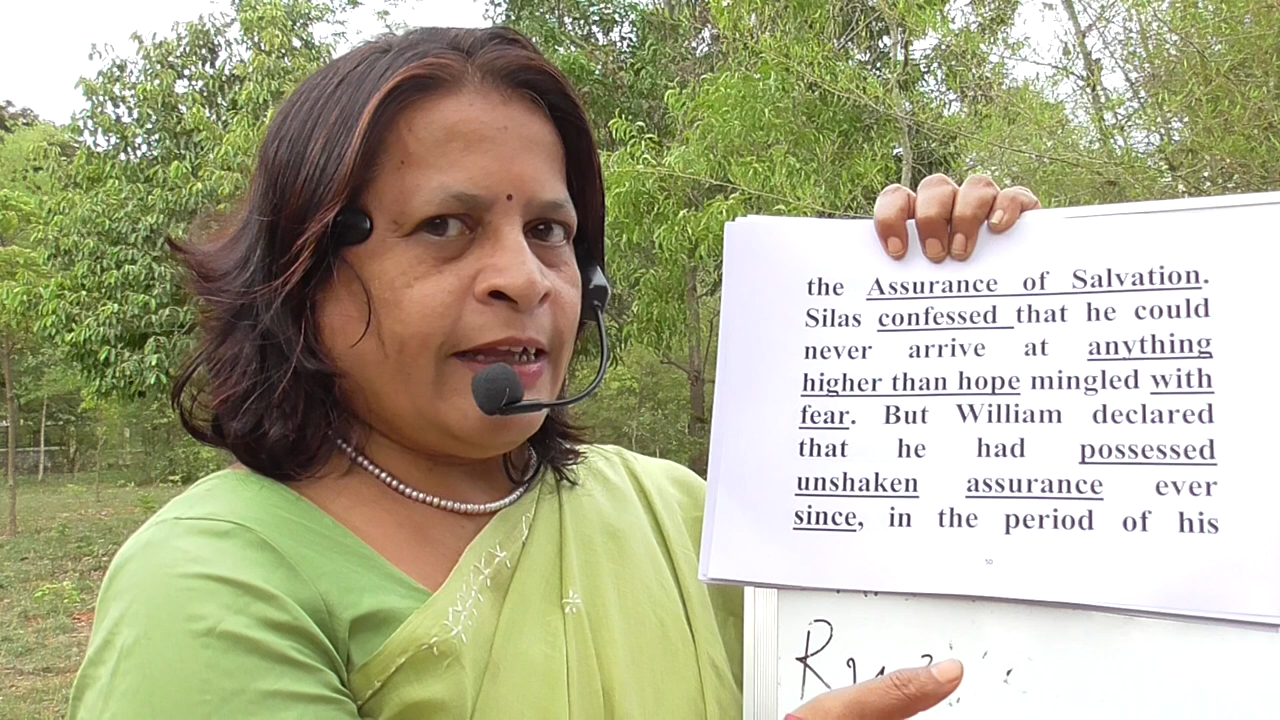 the Assurance of Salvation.
Silas confessed that he could
never arrive at anything
higher than hope mingled with
fear. But William declared
that he had possessed
unshaken assurance ever
since, in the period of his
50